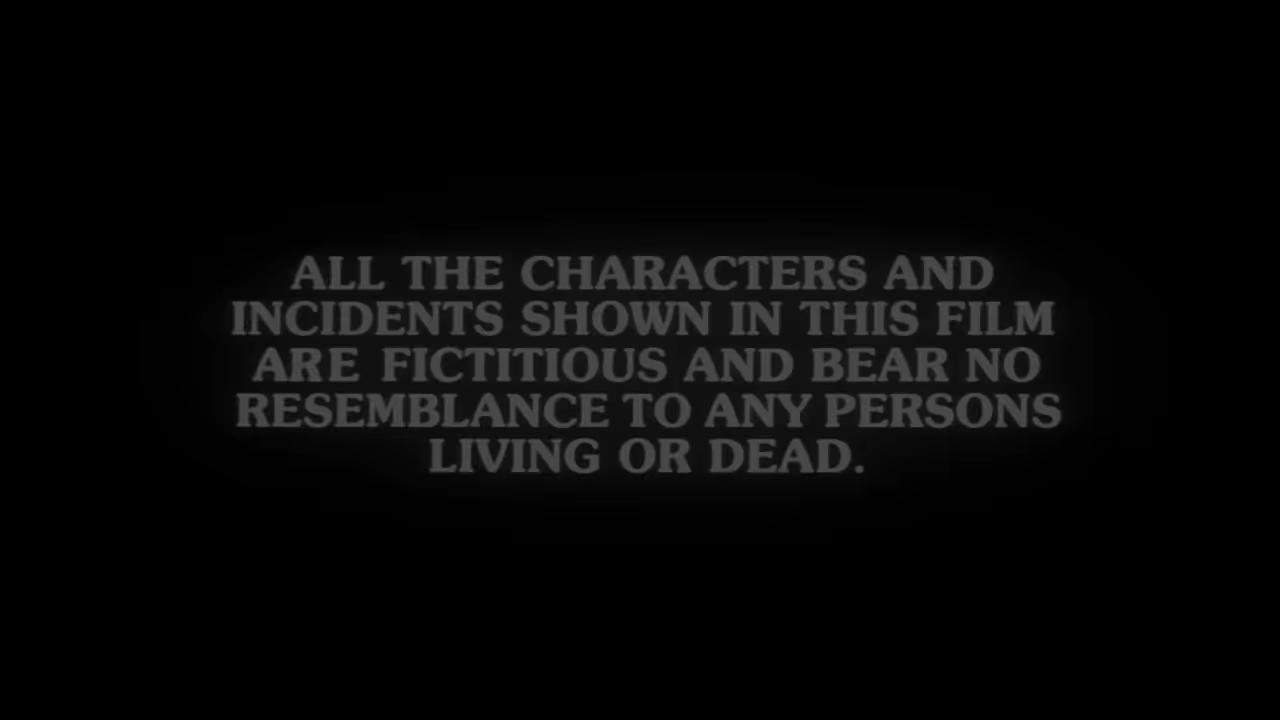 ALL THE CHARACTERS AND
INCIDENTS SHOWN IN THIS FILM
ARE FICTITIOUS AND BEAR NO
RESEMBLANCE TO ANY PERSONS
LIVING OR DEAD.